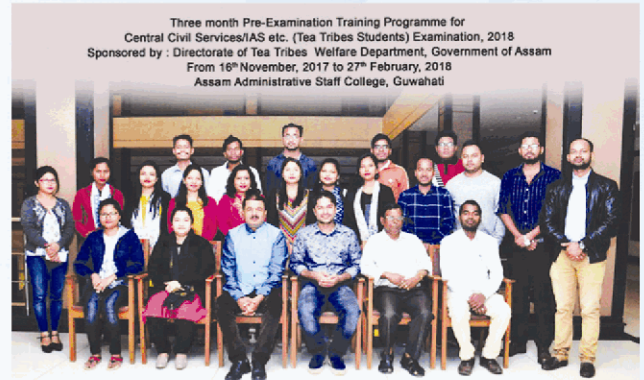 Three month Pre-Examination Training Programme for
Central Civil Services/IAS etc. (Tea Tribes Students) Examination, 2018
Sponsored by : Directorate of Tea Tribes Welfare Department, Government of Assam
From 16th November, 2017 to 27th February, 2018
Assam Administrative Staff College, Guwahati